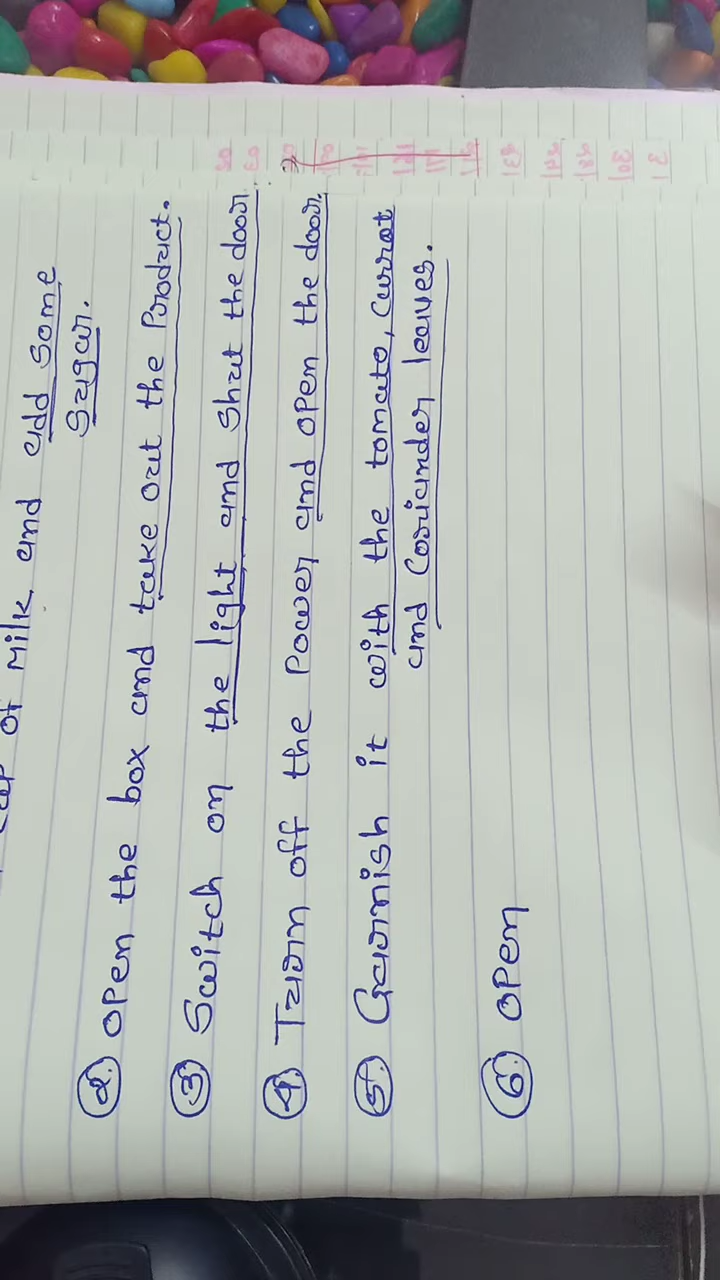 cup of Milk and add some
sugar.
2. Open the box and take out the Product.
3. Switch on the light and shut the door.
4. Turn off the Power and open the door.
5. Garnish it with the tomato, Currot
and Coriander leaves.
6. Open